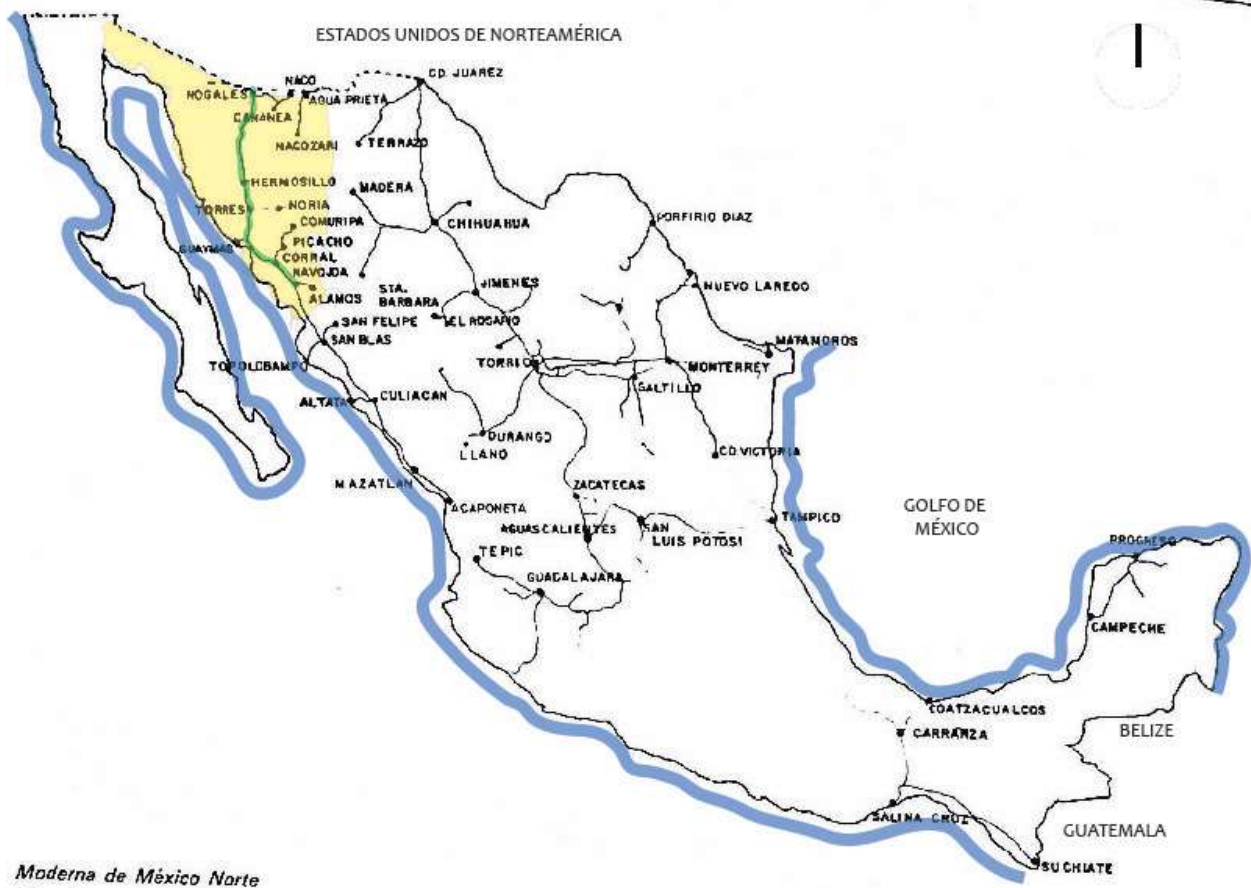 ESTADOS UNIDOS DE NORTEAMÉRICA
CD. JUAREZ
NACO
NOGALES
AGUA PRIETA
CANANEA
NACOZARI
TERRAZO
HERMOSILLO
MADERA
TORRES
NORIA
COMURIPA
CHIHUAHUA
PORFIRIO DIAZ
GUAYMAS
PICACHO
CORRAL
NAVOJOA
ALAMOS
STA.
BARBARA
JIMENES
NUEVO LAREDO
SAN FELIPE
EL ROSARIO
SAN BLAS
MATAMOROS
TOPOLOBAMPO
MONTERREY
SALTILLO
ALTATA
CULIACAN
DURANGO
LLANO
CD.VICTORIA
MAZATLAN
ZACATECAS
ACAPONETA
GOLFO DE
MÉXICO
TAMPICO
AGUASCALIENTES
SAN
LUIS POTOSI
PROGRESO
TEPIC
GUADALAJARA
CAMPECHE
COATZACUALCOS
CARRANZA
BELIZE
SALINA CRUZ
GUATEMALA
SUCHIATE
Moderna de México Norte